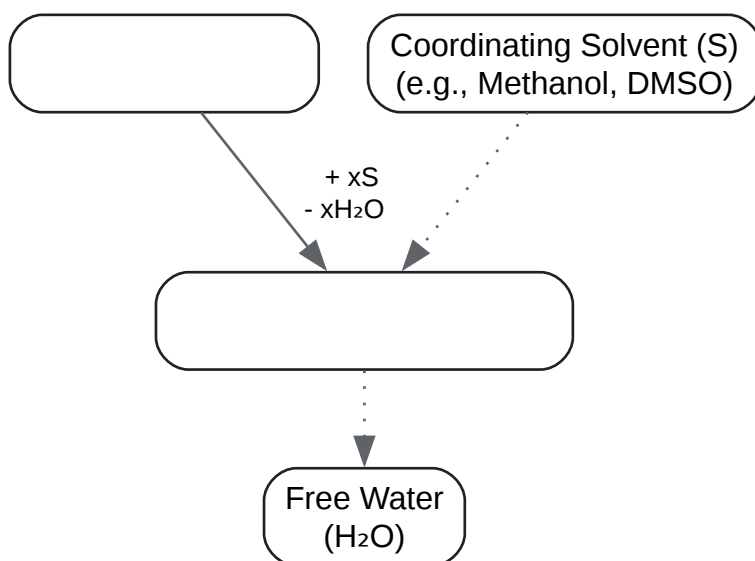 Coordinating Solvent (S)
(e.g., Methanol, DMSO)
+ xS
- xH₂O
Free Water
(H₂O)